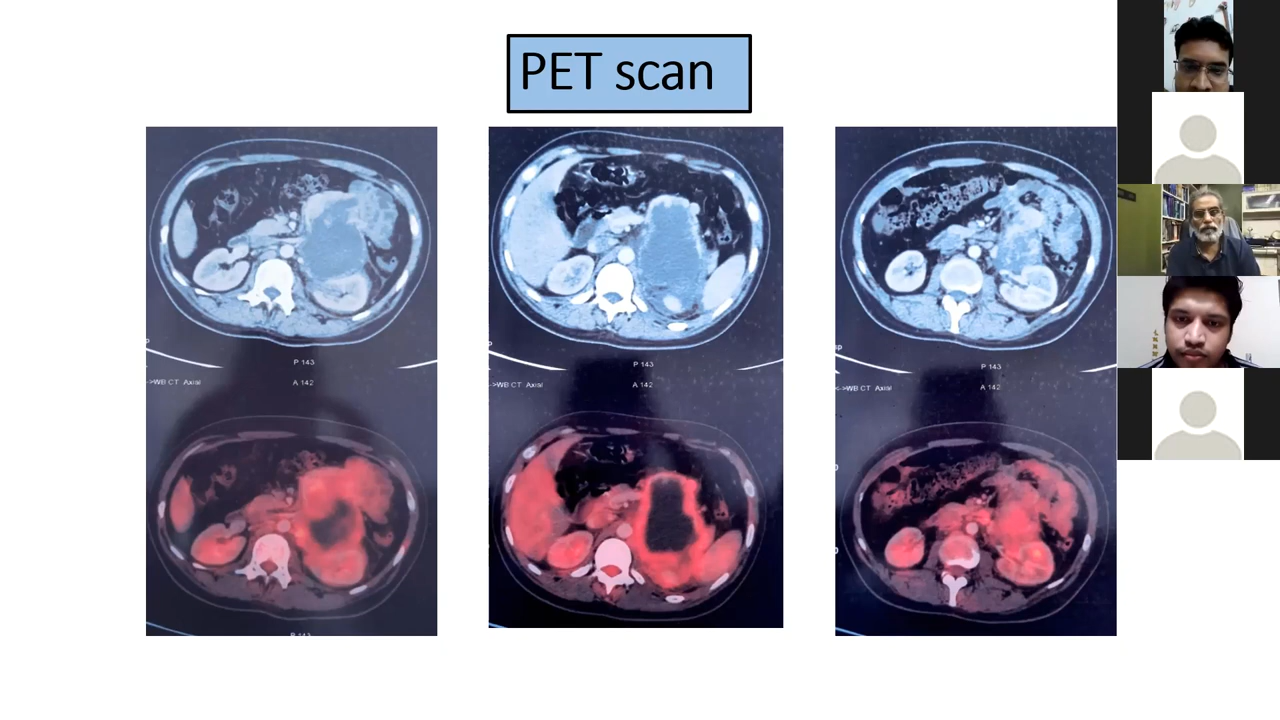 PET scan
P 143
A 142
->WB CT Axial
P 143
A 142
->WB CT Axial
P 143
A 142
<-WB CT Axial